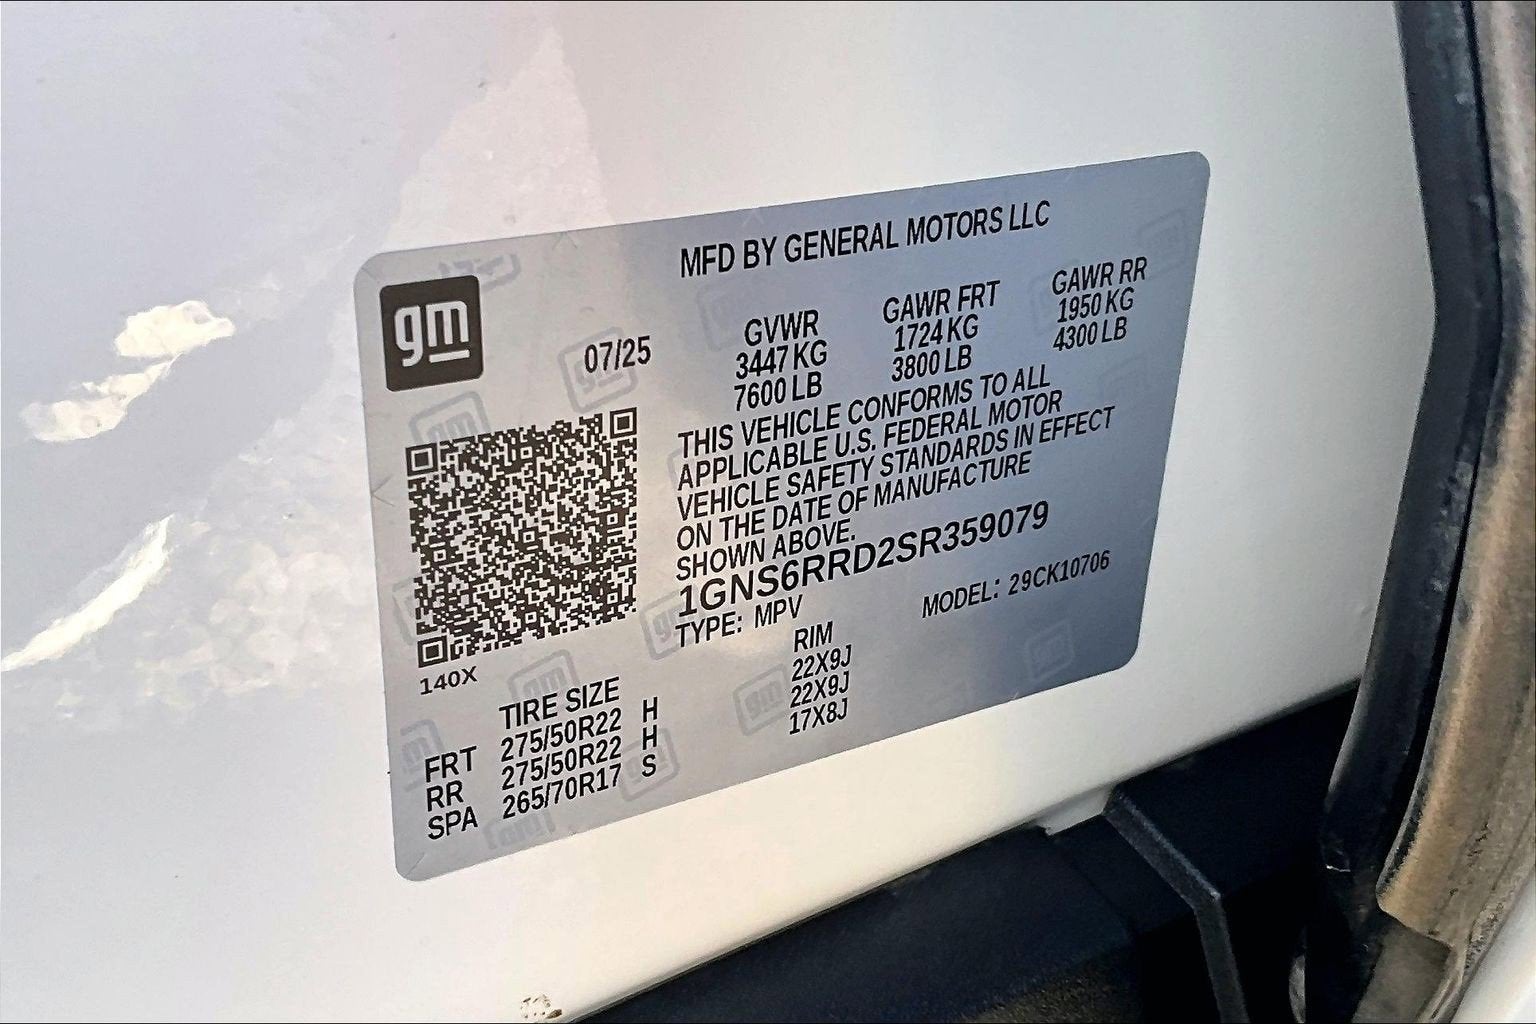 gm
MFD BY GENERAL MOTORS LLC
07/25
GVWR GAWR FRT GAWR RR
3447 KG 1724 KG 1950 KG
7600 LB 3800 LB 4300 LB
THIS VEHICLE CONFORMS TO ALL
APPLICABLE U.S. FEDERAL MOTOR
VEHICLE SAFETY STANDARDS IN EFFECT
ON THE DATE OF MANUFACTURE
SHOWN ABOVE.
1GNS6RRD2SR359079
TYPE: MPV MODEL: 29CK10706
140X
TIRE SIZE RIM
FRT 275/50R22 H 22X9J
RR 275/50R22 H 22X9J
SPA 265/70R17 S 17X8J